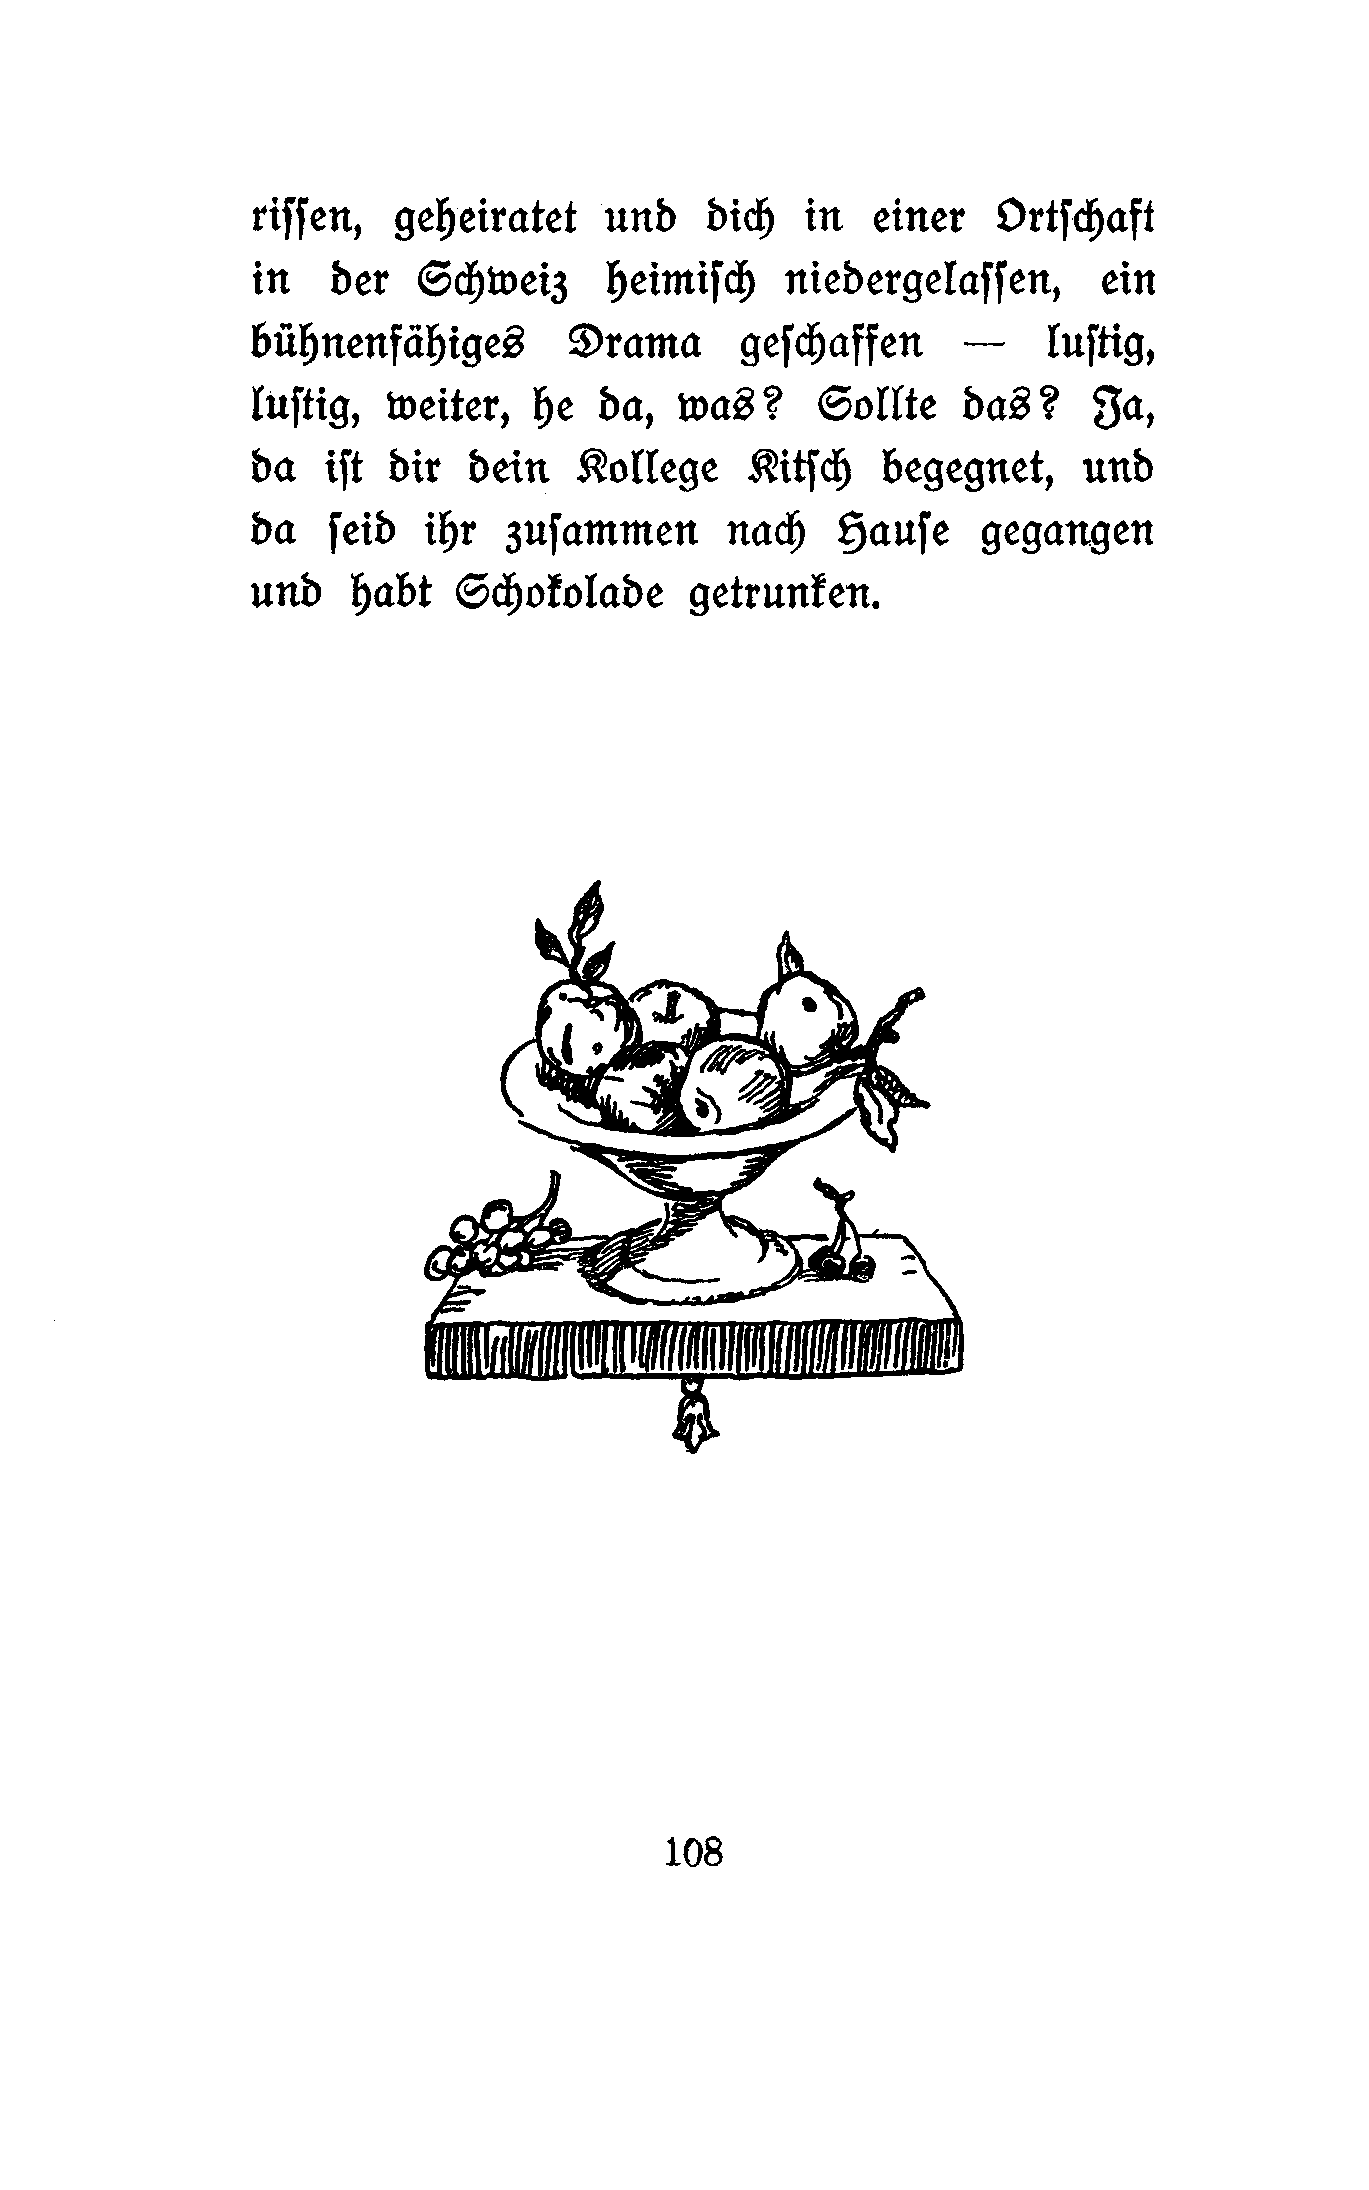 riſſen, geheiratet und dich in einer Ortſchaft
in der Schweiz heimiſch niedergelaſſen, ein
bühnenfähiges Drama geſchaffen — luſtig,
luſtig, weiter, he da, was? Sollte das? Ja,
da iſt dir dein Kollege Kitſch begegnet, und
da ſeid ihr zuſammen nach Hauſe gegangen
und habt Schokolade getrunken.
108